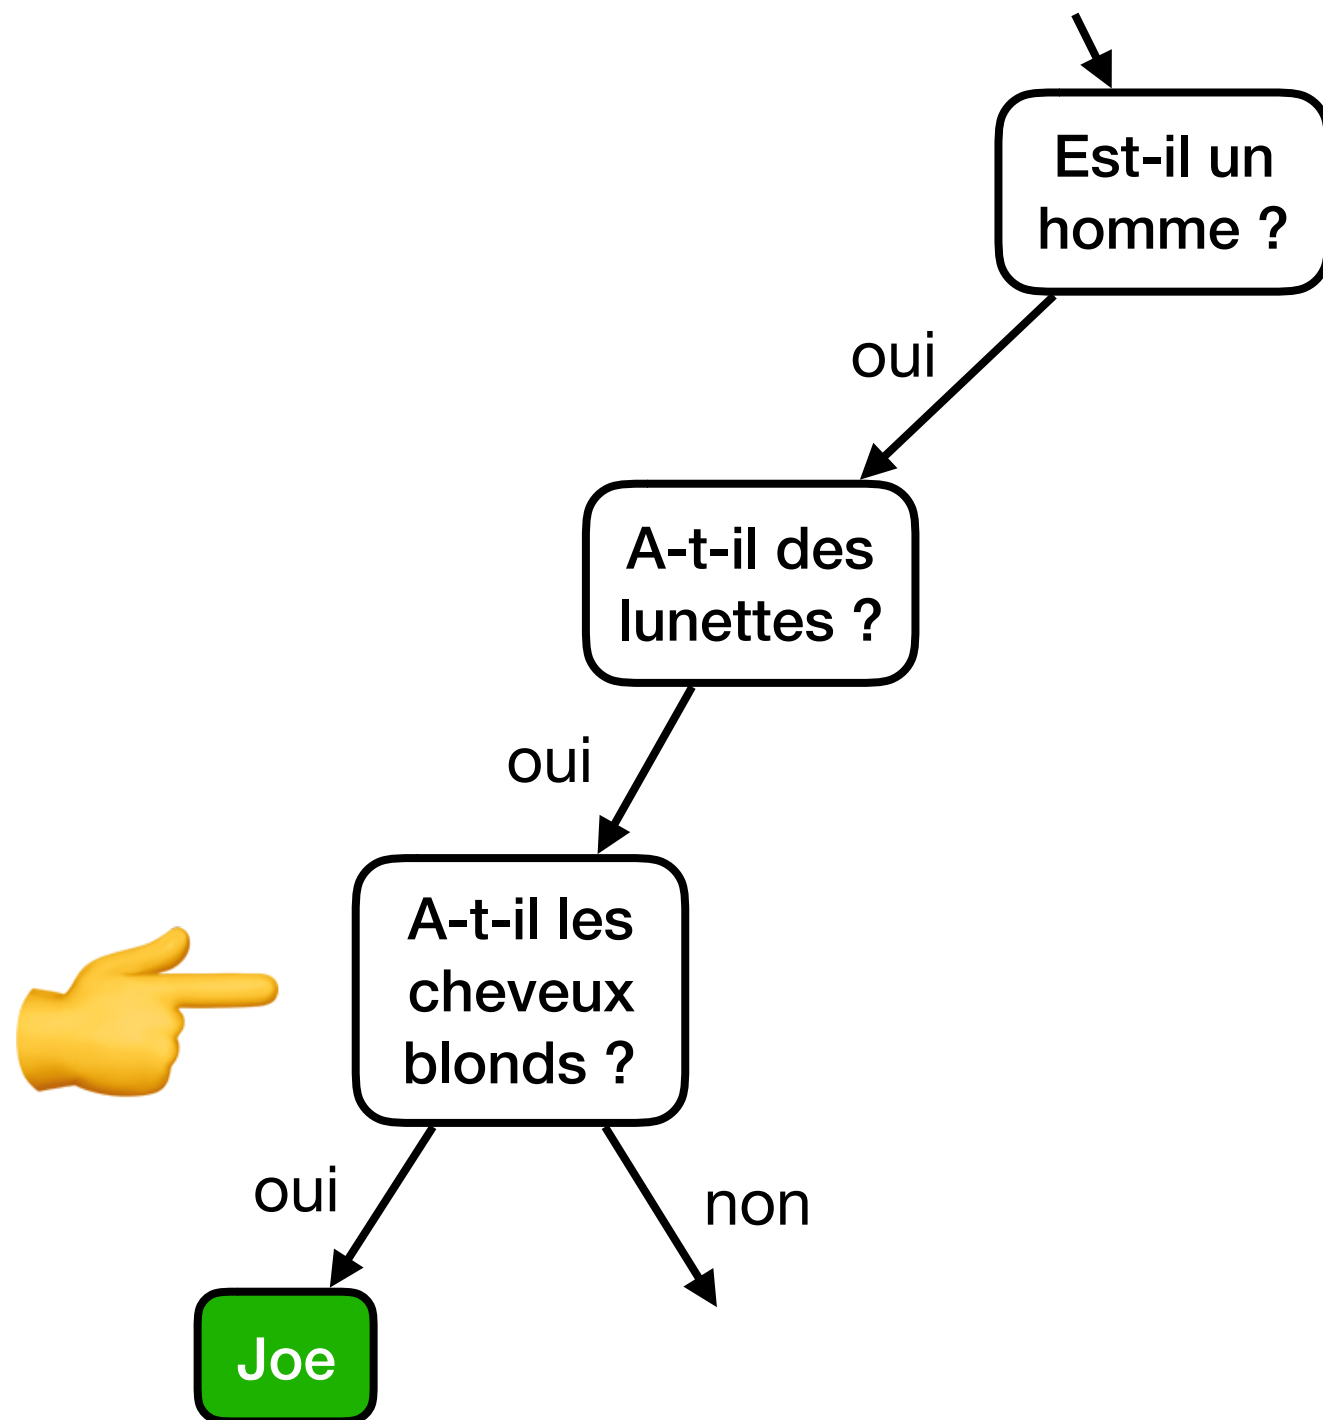 Est-il un
homme ?
oui
A-t-il des
lunettes ?
oui
A-t-il les
cheveux
blonds ?
oui
non
Joe